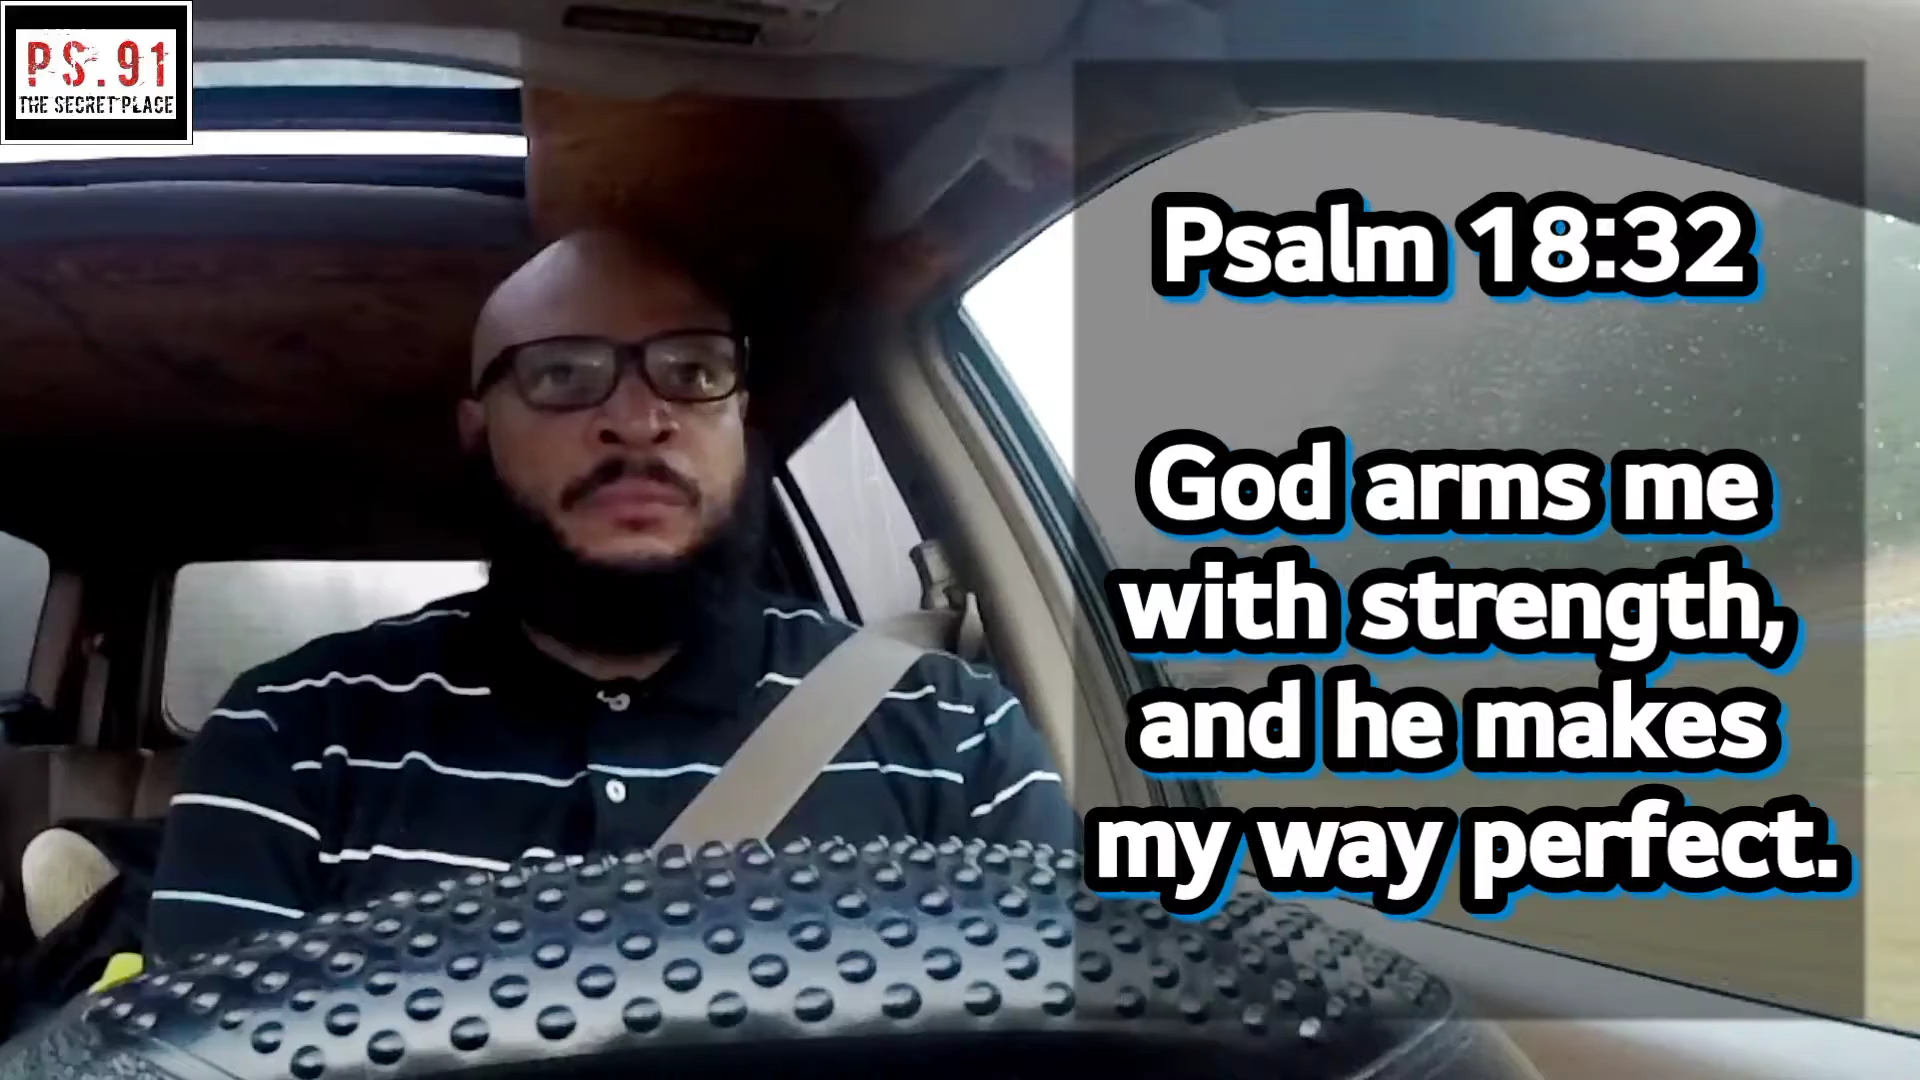 PS.91
THE SECRET PLACE
Psalm 18:32
God arms me
with strength,
and he makes
my way perfect.